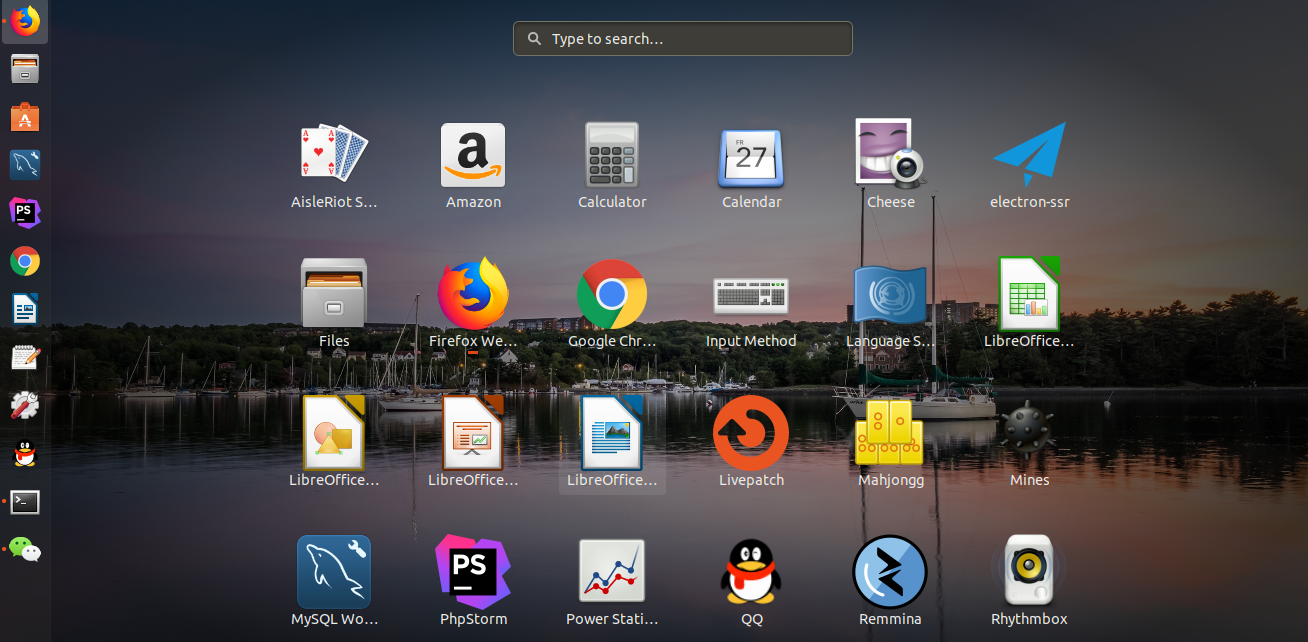 Type to search...
AisleRiot S...
Amazon
Calculator
FR
27
Calendar
Cheese
electron-ssr
Files
Firefox We...
Google Chr...
Input Method
Language S...
LibreOffice...
LibreOffice...
LibreOffice...
LibreOffice...
Livepatch
Mahjongg
Mines
MySQL Wo...
PS
PhpStorm
Power Stati...
QQ
Remmina
Rhythmbox
PS